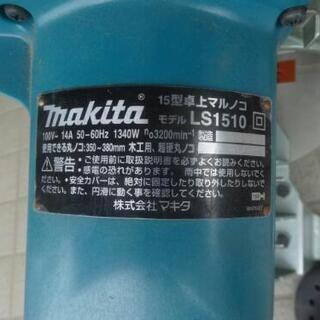 makita® 15型卓上マルノコ
モデル LS1510
100V- 14A 50-60Hz 1340W n₀3200min⁻¹ 製造
使用できる丸ノコ:350-380mm 木工用、超硬丸ノコ
⚠警告・ご使用前に取扱説明書を必ずよくお読みください。
・感電の恐れがあります。 雨中では使用しないでください。
・安全カバーは、絶対に固定したり取り外したりしないでください。
また、円滑に動く事を確認してください。
株式会社 マキタ